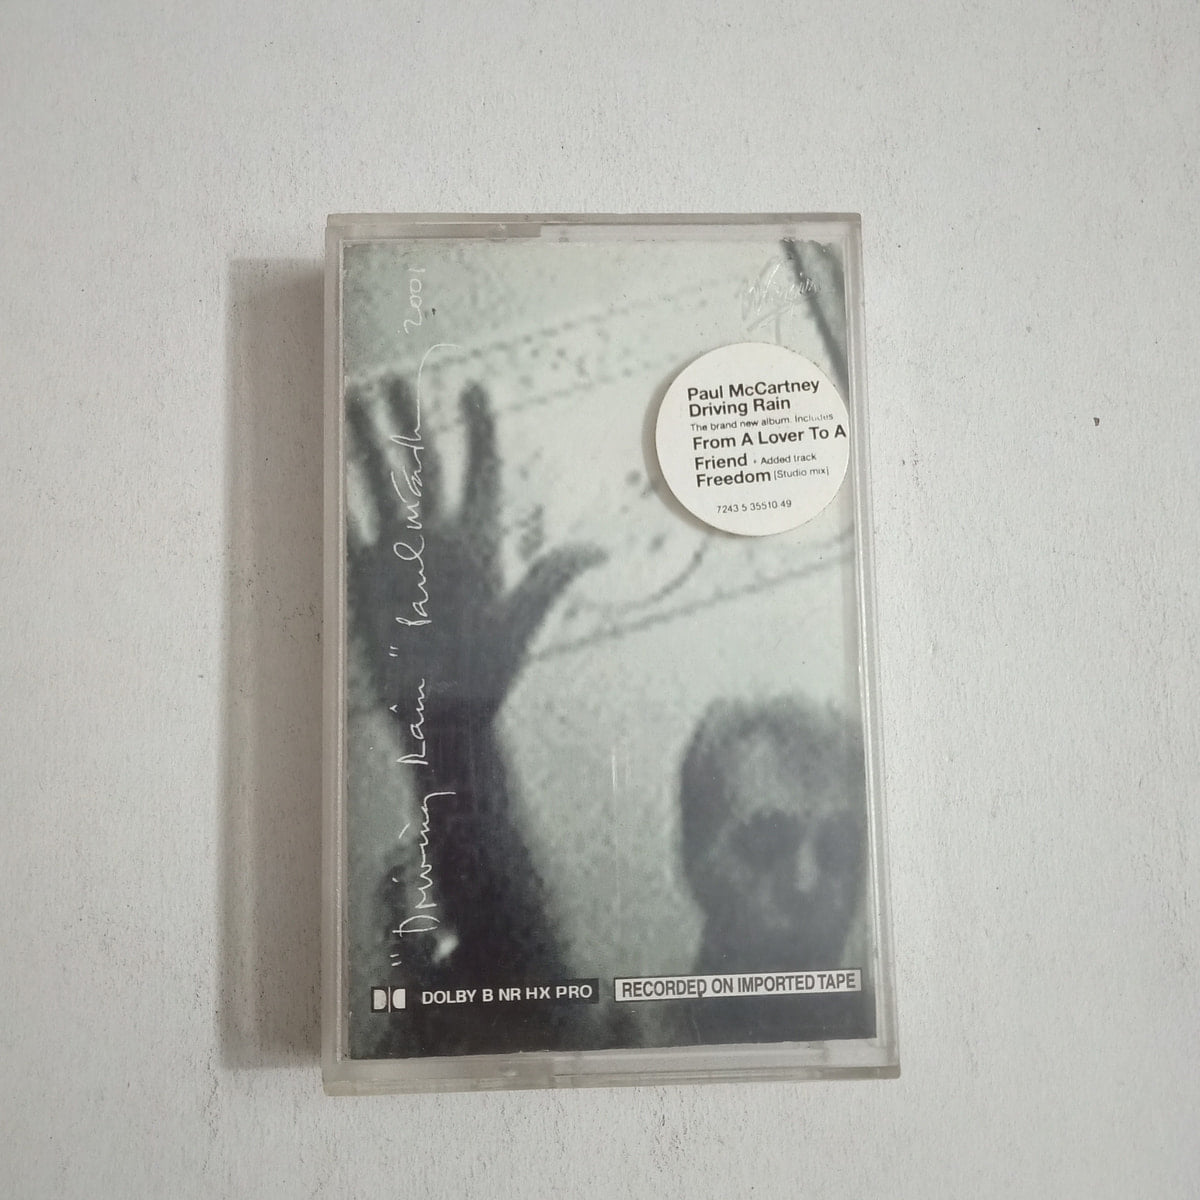 Virgin
Paul McCartney
Driving Rain
The brand new album. Includes
From A Lover To A
Friend • Added track
Freedom [Studio mix]
7243 5 35510 49
"Driving Rain" Paul McCartney 2001
DOLBY B NR HX PRO
RECORDED ON IMPORTED TAPE